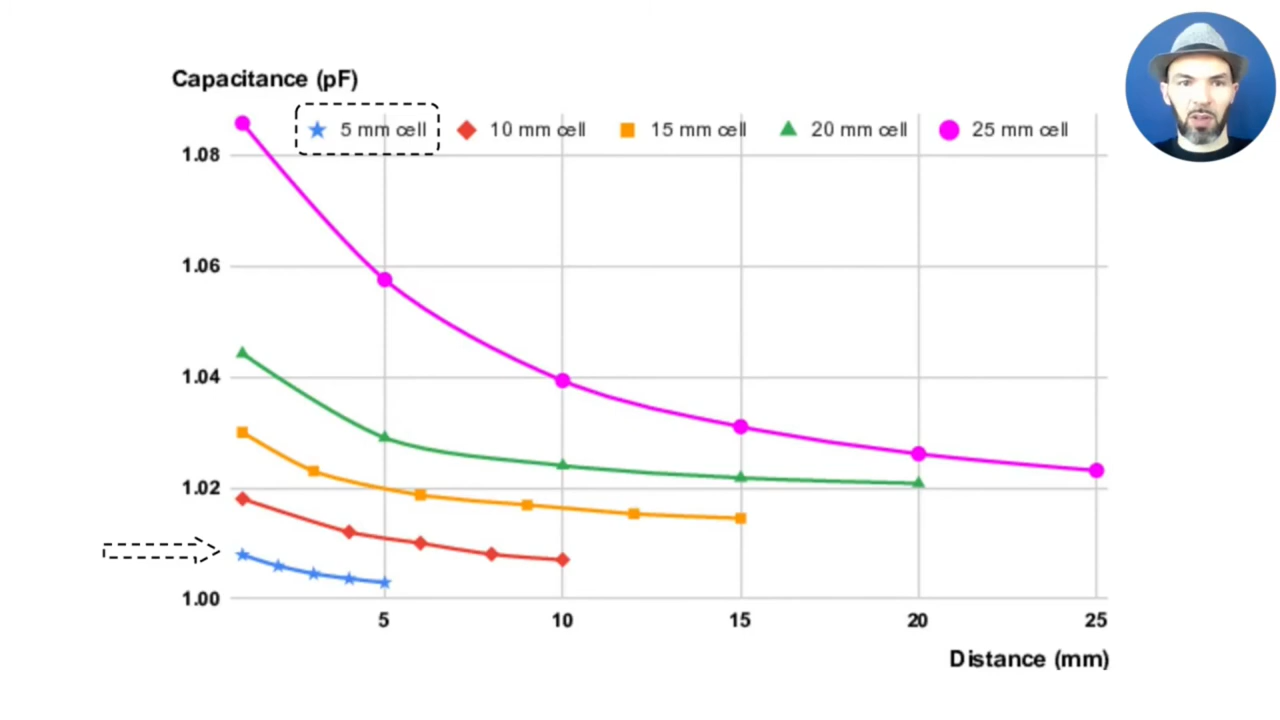 Capacitance (pF)
5 mm cell 10 mm cell 15 mm cell 20 mm cell 25 mm cell
1.08
1.06
1.04
1.02
1.00
5 10 15 20 25
Distance (mm)